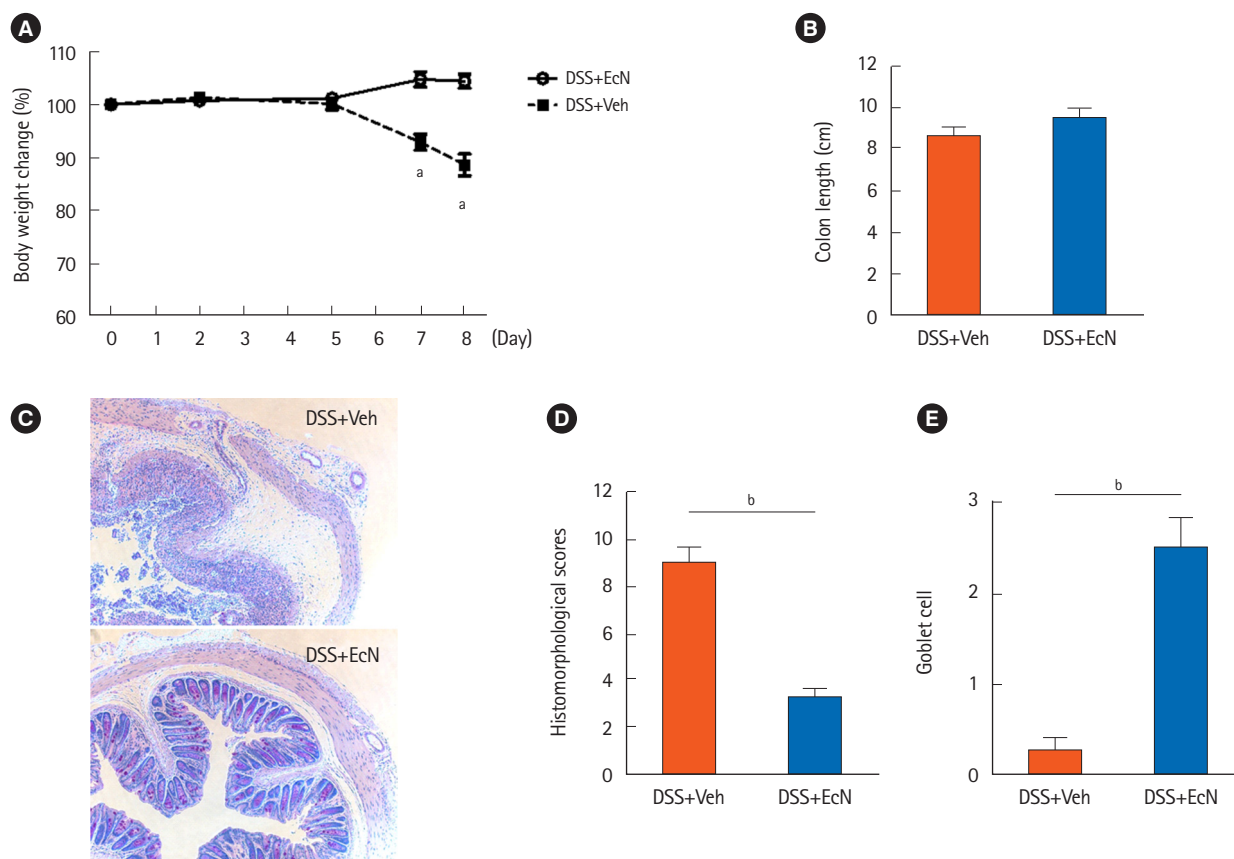 A
Body weight change (%)
110
100
90
80
70
60
0 1 2 3 4 5 6 7 8 (Day)
a
a
DSS+EcN
DSS+Veh
B
Colon length (cm)
12
10
8
6
4
2
0
DSS+Veh DSS+EcN
C
DSS+Veh
DSS+EcN
D
Histomorphological scores
12
10
8
6
4
2
0
b
DSS+Veh DSS+EcN
E
Goblet cell
3
2
1
0
b
DSS+Veh DSS+EcN